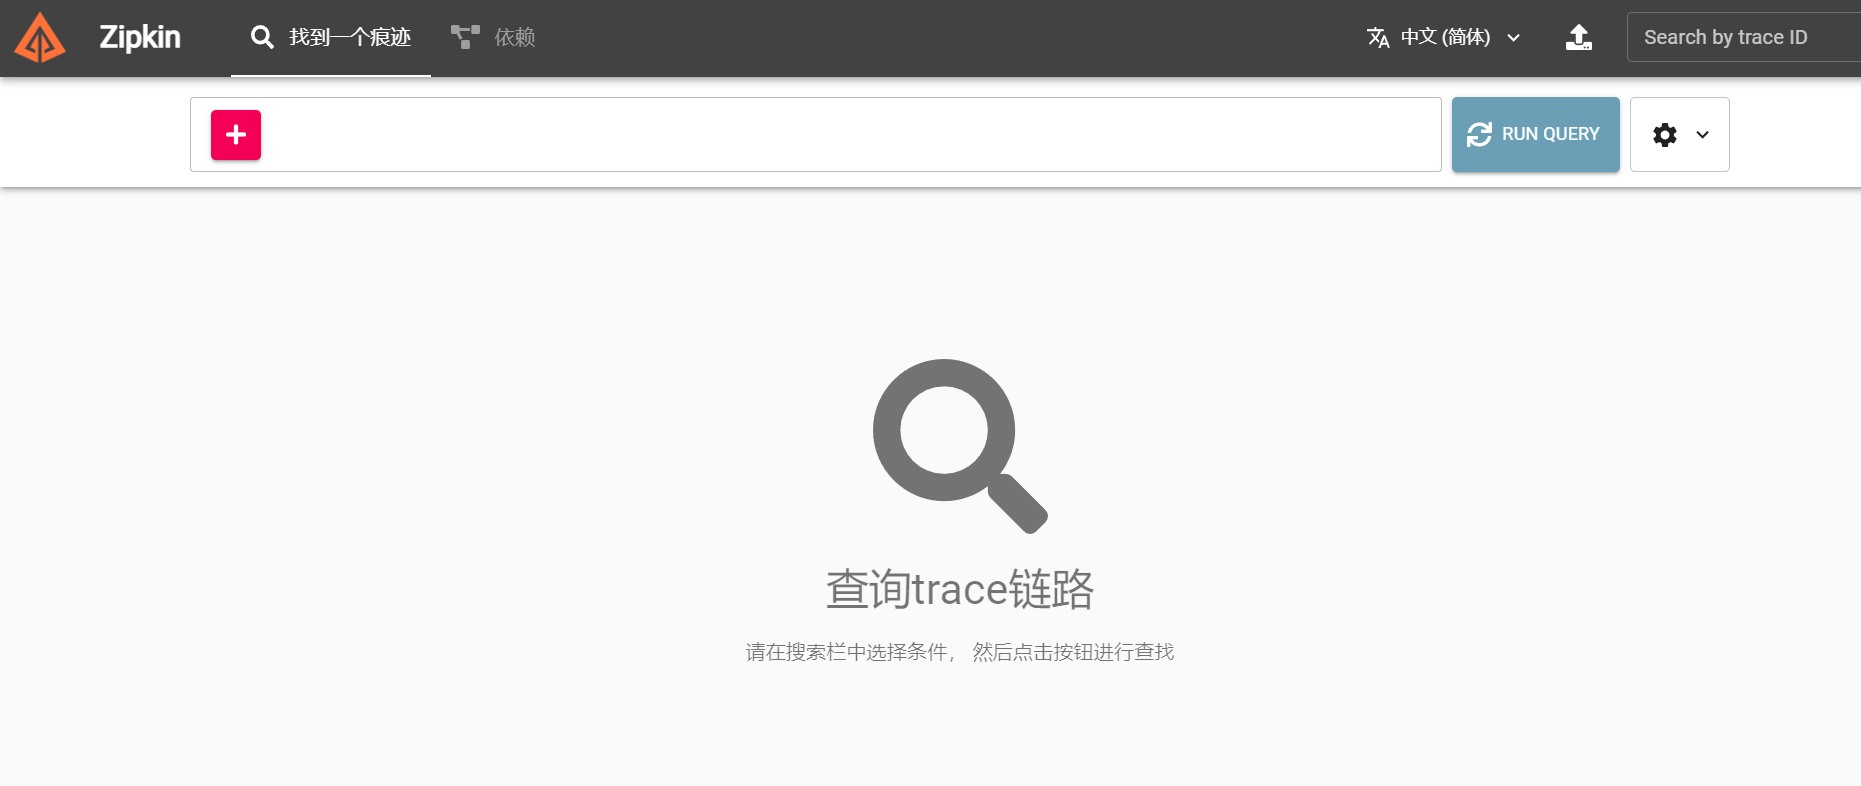 Zipkin
找到一个痕迹
依赖
中文 (简体)
Search by trace ID
RUN QUERY
查询trace链路
请在搜索栏中选择条件， 然后点击按钮进行查找